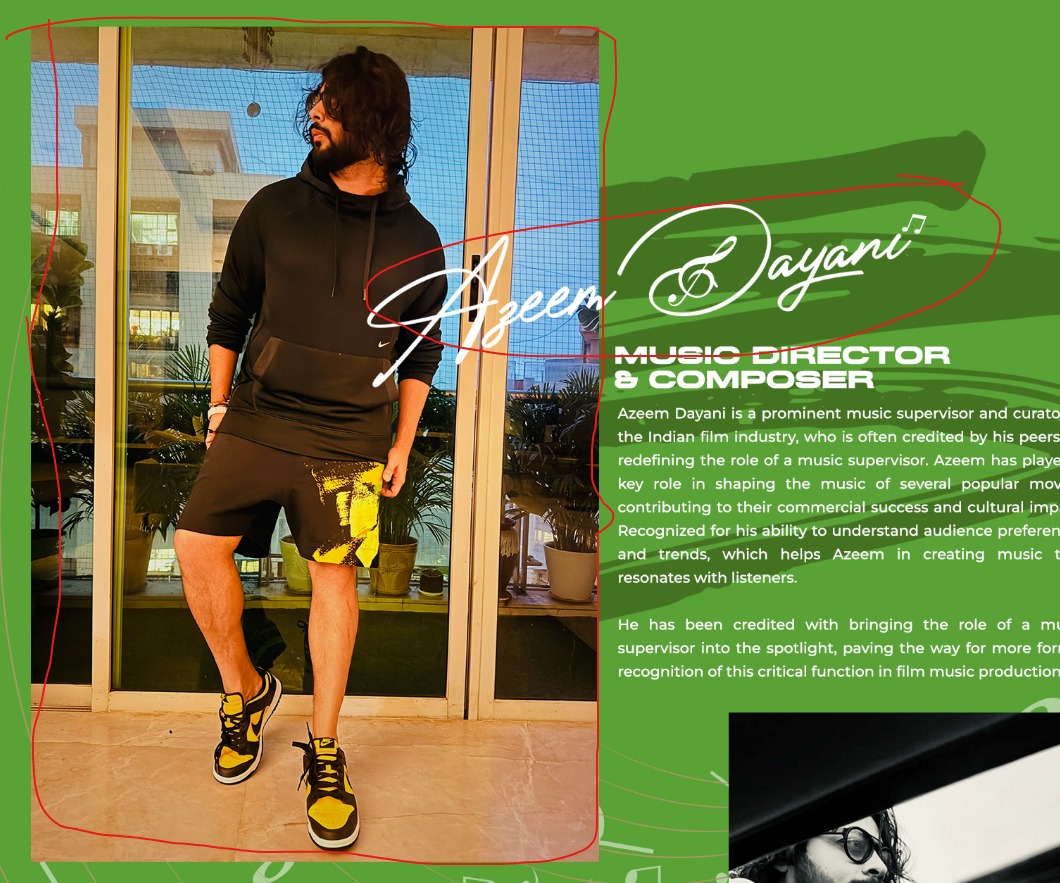 Azeem Dayani
MUSIC DIRECTOR
& COMPOSER
Azeem Dayani is a prominent music supervisor and curato
the Indian film industry, who is often credited by his peers
redefining the role of a music supervisor. Azeem has playe
key role in shaping the music of several popular mov
contributing to their commercial success and cultural imp
Recognized for his ability to understand audience preferen
and trends, which helps Azeem in creating music t
resonates with listeners.
He has been credited with bringing the role of a mu
supervisor into the spotlight, paving the way for more for
recognition of this critical function in film music production